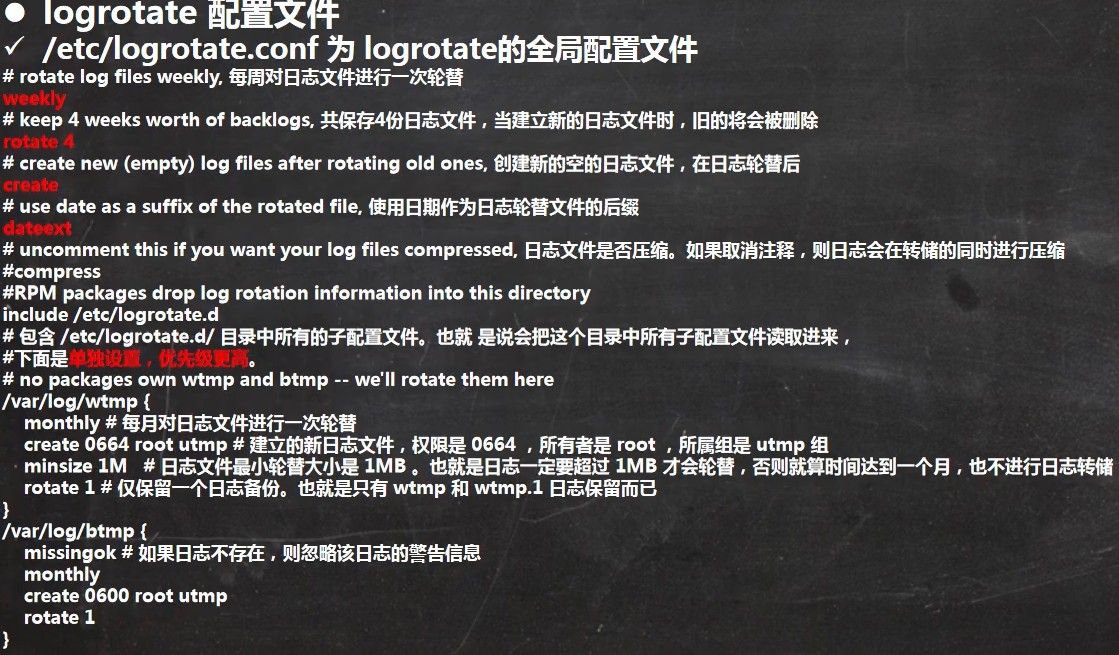 ● logrotate 配置文件
✓ /etc/logrotate.conf 为 logrotate的全局配置文件
# rotate log files weekly, 每周对日志文件进行一次轮替
weekly
# keep 4 weeks worth of backlogs, 共保存4份日志文件，当建立新的日志文件时，旧的将会被删除
rotate 4
# create new (empty) log files after rotating old ones, 创建新的空的日志文件，在日志轮替后
create
# use date as a suffix of the rotated file, 使用日期作为日志轮替文件的后缀
dateext
# uncomment this if you want your log files compressed, 日志文件是否压缩。如果取消注释，则日志会在转储的同时进行压缩
#compress
#RPM packages drop log rotation information into this directory
include /etc/logrotate.d
# 包含 /etc/logrotate.d/ 目录中所有的子配置文件。也就 是说会把这个目录中所有子配置文件读取进来，
#下面是单独设置，优先级更高。
# no packages own wtmp and btmp -- we'll rotate them here
/var/log/wtmp {
    monthly # 每月对日志文件进行一次轮替
    create 0664 root utmp # 建立的新日志文件，权限是 0664 ，所有者是 root ，所属组是 utmp 组
    minsize 1M   # 日志文件最小轮替大小是 1MB 。也就是日志一定要超过 1MB 才会轮替，否则就算时间达到一个月，也不进行日志转储
    rotate 1 # 仅保留一个日志备份。也就是只有 wtmp 和 wtmp.1 日志保留而已
}
/var/log/btmp {
    missingok # 如果日志不存在，则忽略该日志的警告信息
    monthly
    create 0600 root utmp
    rotate 1
}